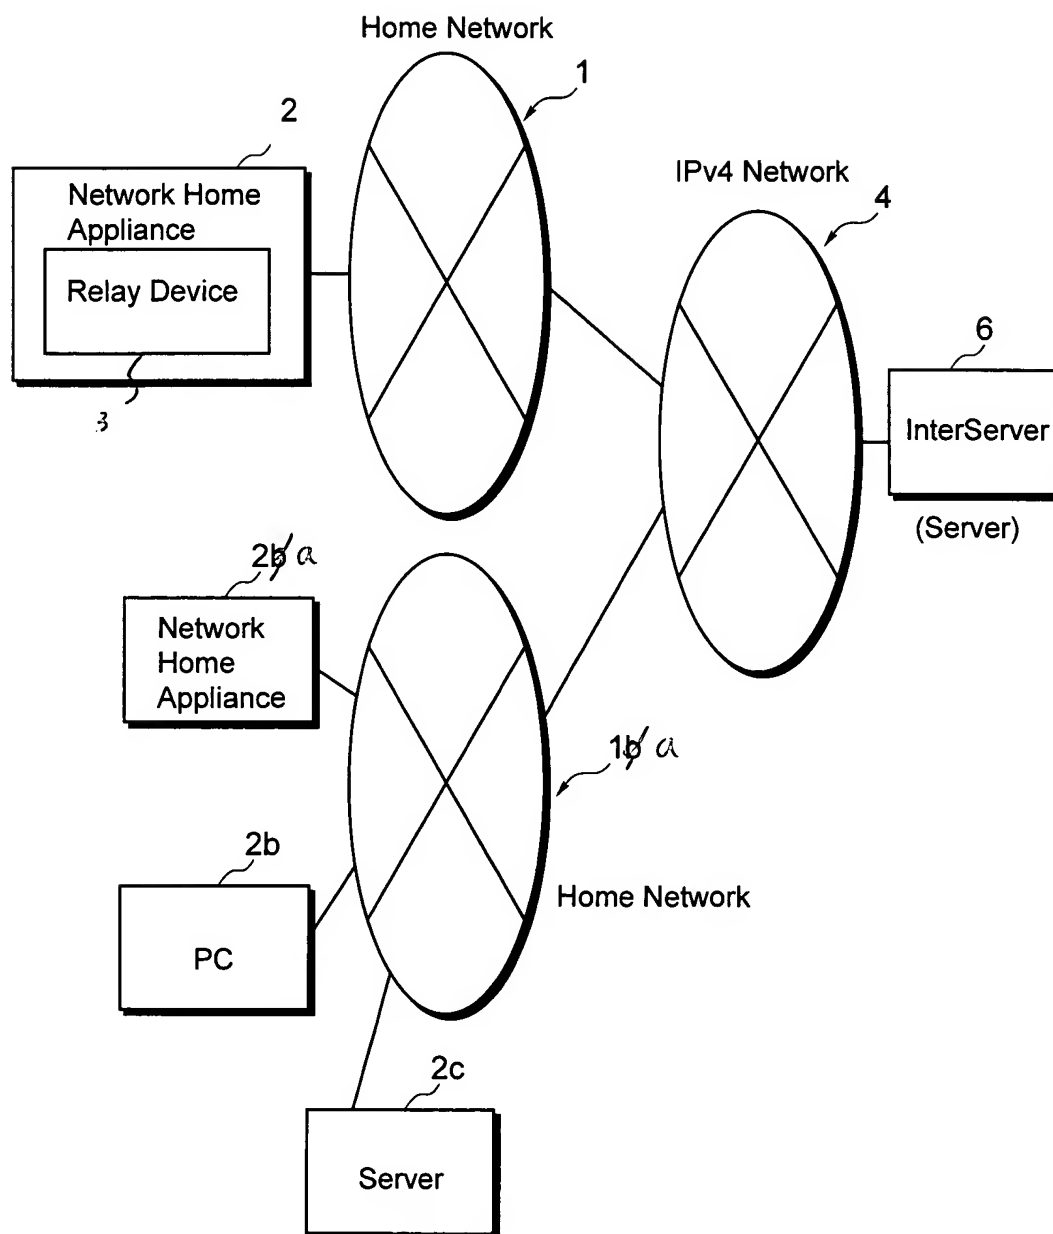 Home Network
1
2
Network Home
Appliance
Relay Device
3
IPv4 Network
4
6
InterServer
(Server)
2b a
Network
Home
Appliance
1b a
2b
PC
Home Network
2c
Server